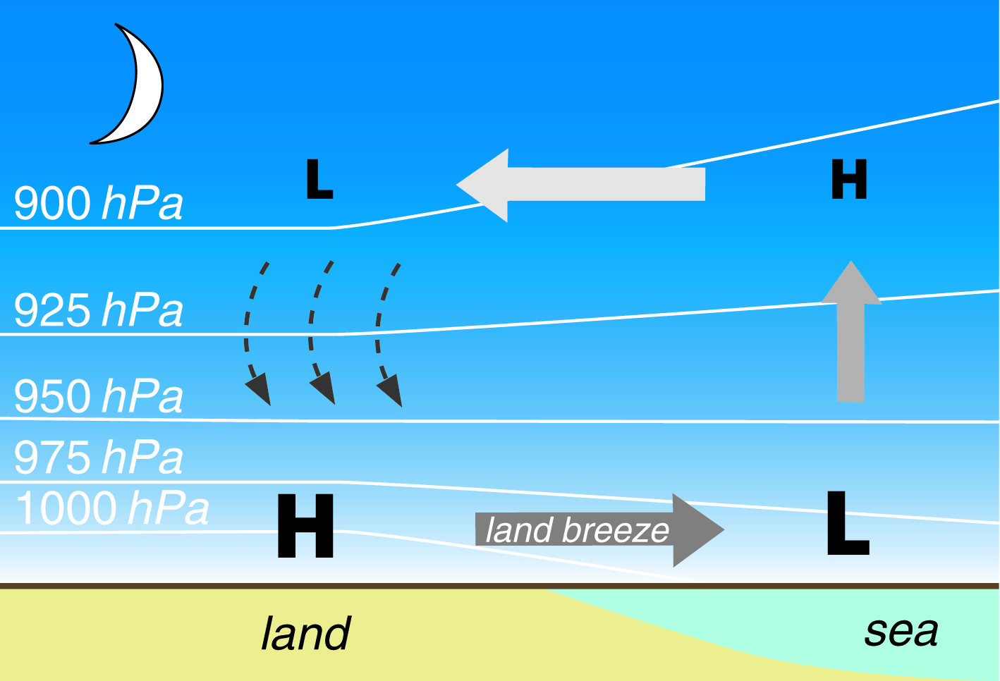 L
H
900 hPa
925 hPa
950 hPa
975 hPa
1000 hPa
H
land breeze
L
land
sea